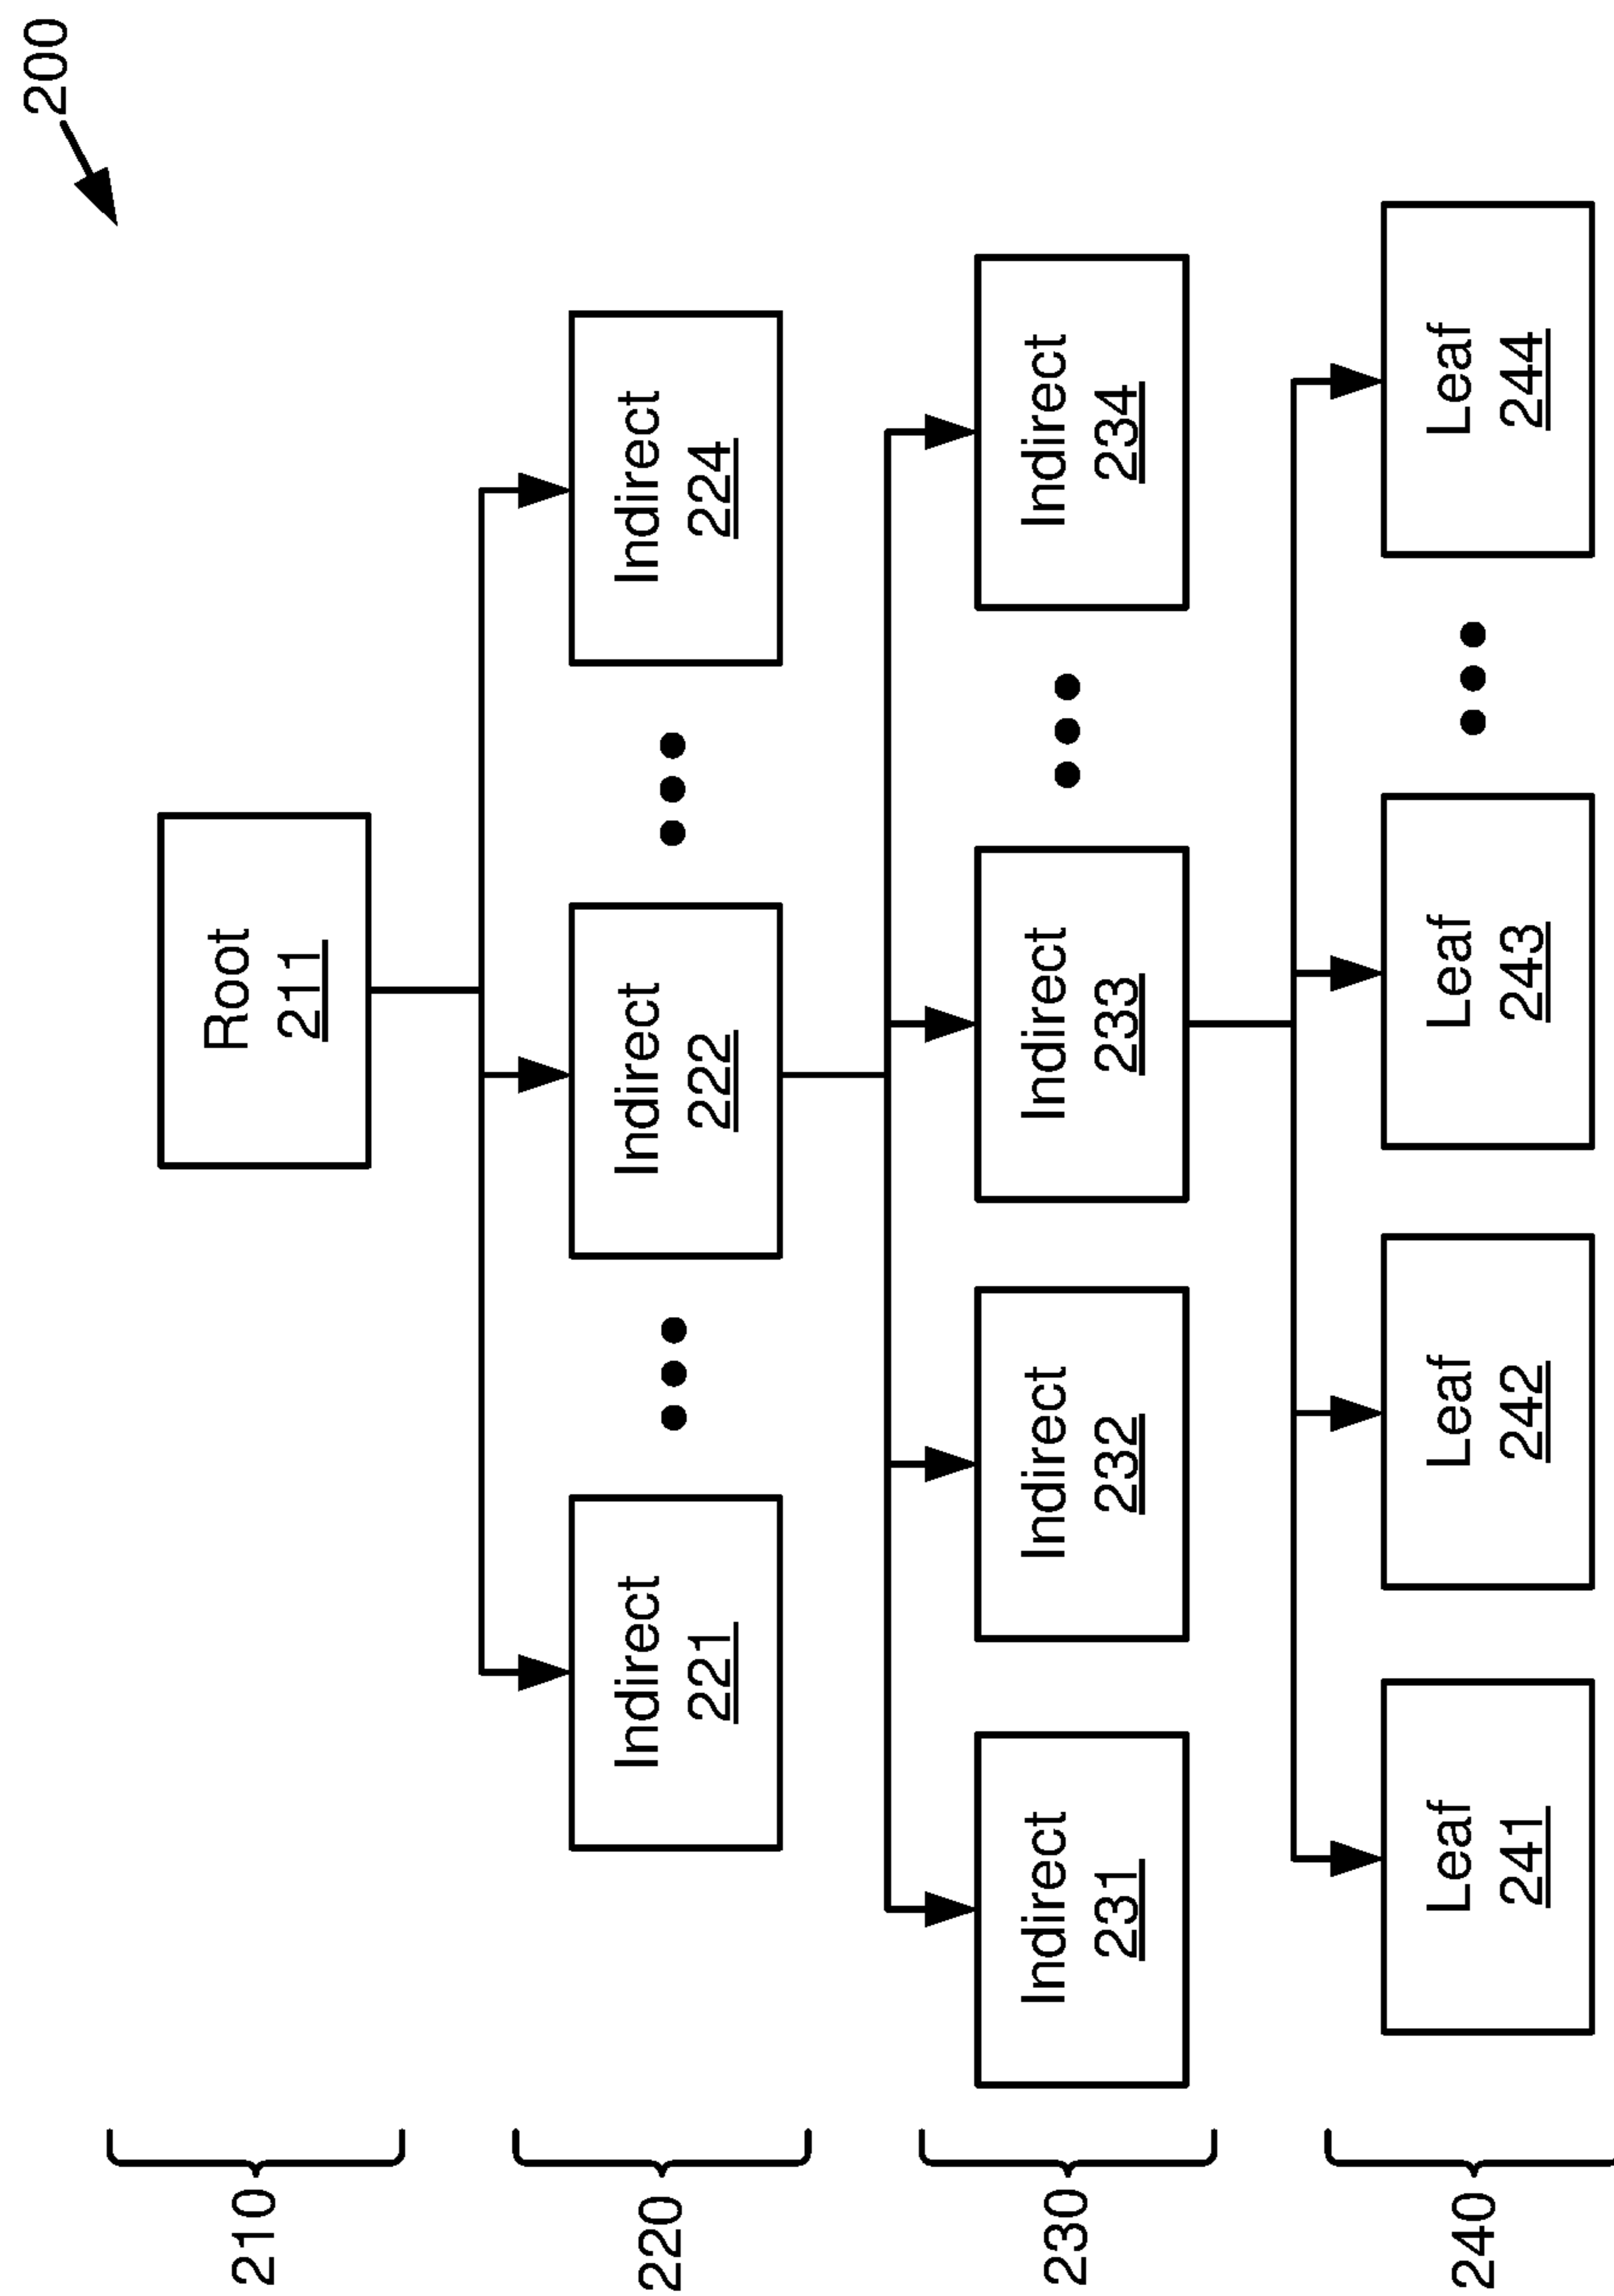 200
210
Root
211
220
Indirect
221
Indirect
222
Indirect
224
230
Indirect
231
Indirect
232
Indirect
233
Indirect
234
240
Leaf
241
Leaf
242
Leaf
243
Leaf
244